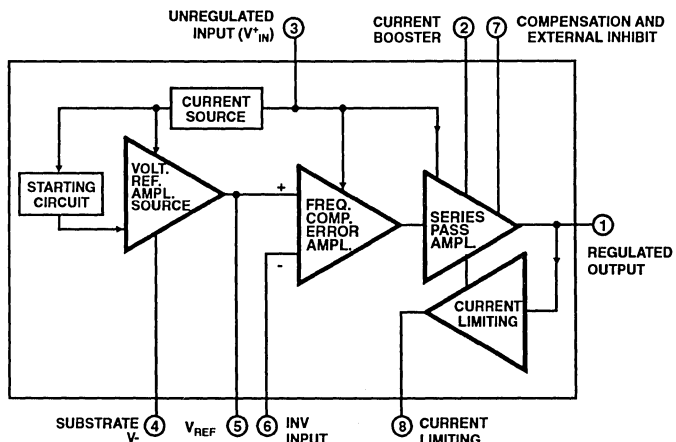 UNREGULATED
INPUT (V+IN)
3
CURRENT
BOOSTER
2
7
COMPENSATION AND
EXTERNAL INHIBIT
CURRENT
SOURCE
STARTING
CIRCUIT
VOLT.
REF.
AMPL.
SOURCE
+
-
FREQ.
COMP.
ERROR
AMPL.
SERIES
PASS
AMPL.
1
REGULATED
OUTPUT
CURRENT
LIMITING
SUBSTRATE
V-
4
VREF
5
6
INV
INPUT
8
CURRENT
LIMITING